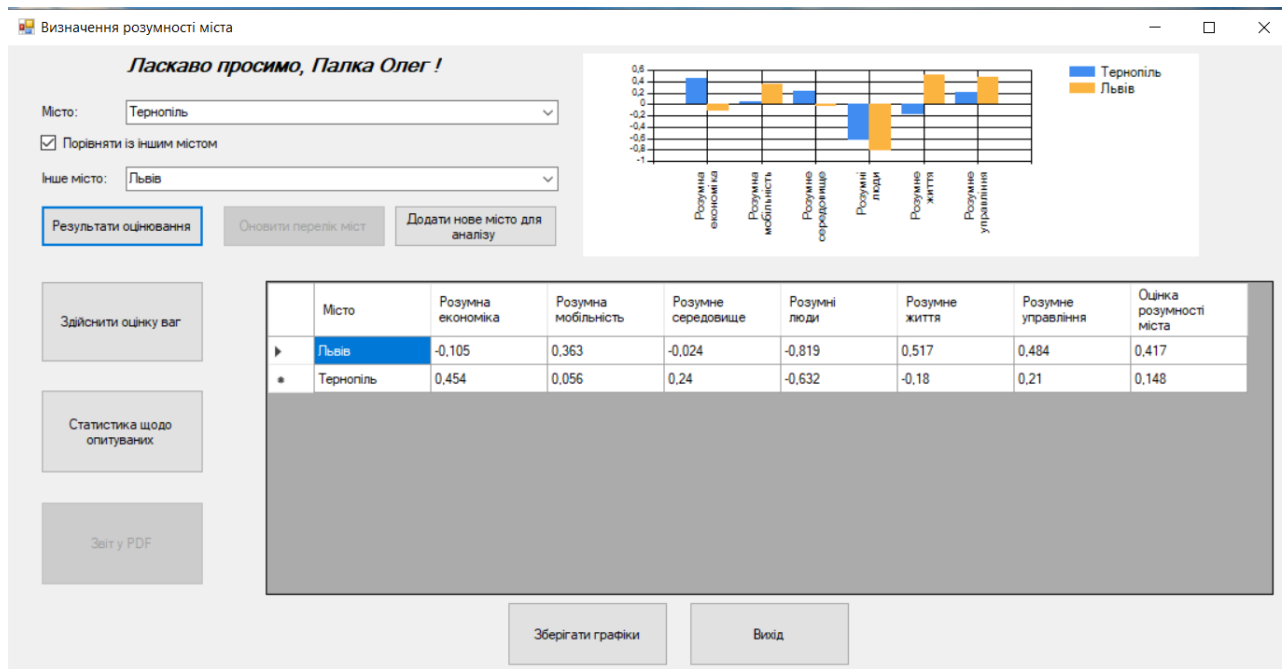 Визначення розумності міста
Ласкаво просимо, Палка Олег !
Місто:
Тернопіль
Порівняти із іншим містом
Інше місто:
Львів
Результати оцінювання
Оновити перелік міст
Додати нове місто для
аналізу
0,6
0,4
0,2
0
-0,2
-0,4
-0,6
-0,8
-1
Розумна
економіка
Розумна
мобільність
Розумне
середовище
Розумні
люди
Розумне
життя
Розумне
управління
Тернопіль
Львів
Здійснити оцінку ваг
Статистика щодо
опитуваних
Звіт у PDF
Місто
Розумна
економіка
Розумна
мобільність
Розумне
середовище
Розумні
люди
Розумне
життя
Розумне
управління
Оцінка
розумності
міста
Львів -0,105 0,363 -0,024 -0,819 0,517 0,484 0,417
Тернопіль 0,454 0,056 0,24 -0,632 -0,18 0,21 0,148
Зберігати графіки
Вихід